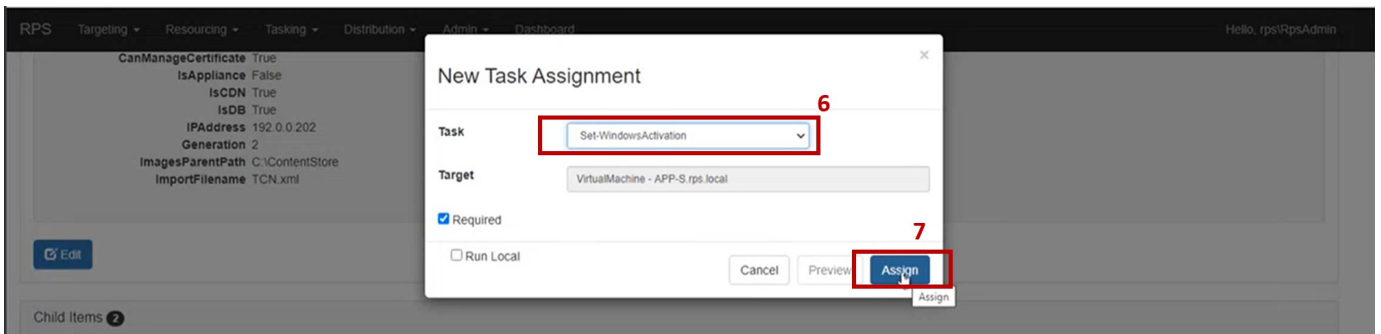 RPS Targeting Resourcing Tasking Distribution Admin Dashboard Hello, rps\RpsAdmin
CanManageCertificate True
IsAppliance False
IsCDN True
IsDB True
IPAddress 192.0.0.202
Generation 2
ImagesParentPath C:\ContentStore
ImportFilename TCN.xml
Edit
Child Items 2
×
New Task Assignment
6
Task Set-WindowsActivation
Target VirtualMachine - APP-S.rps.local
Required
7
Run Local
Cancel Preview Assign
Assign